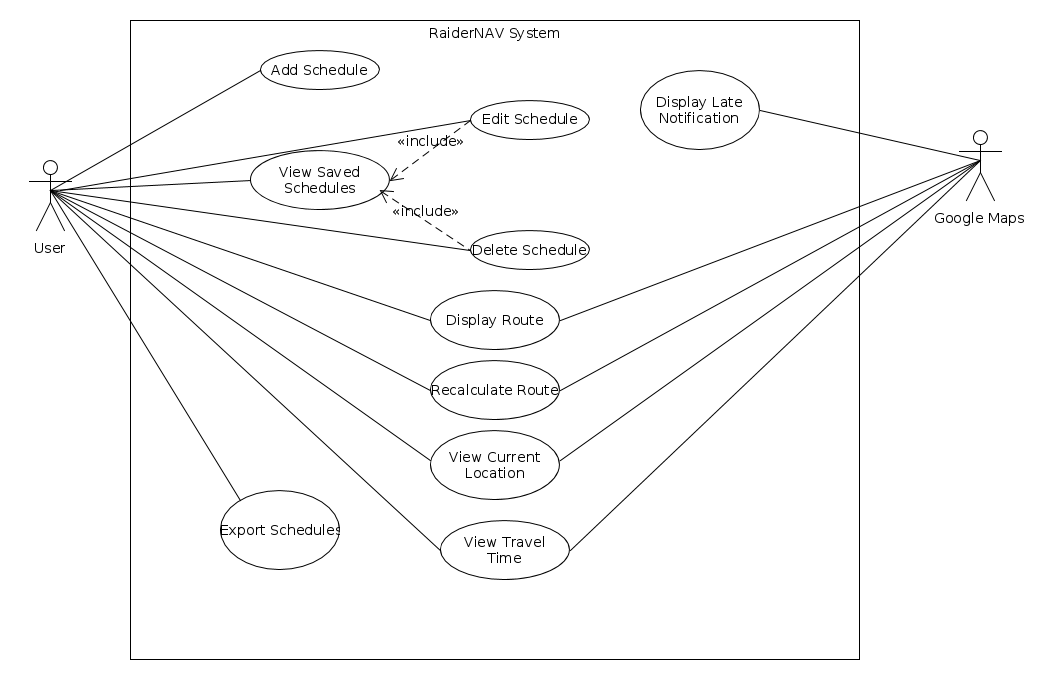 RaiderNAV System
Add Schedule
Display Late
Notification
Edit Schedule
«include»
View Saved
Schedules
«include»
User
Google Maps
Delete Schedule
Display Route
Recalculate Route
View Current
Location
Export Schedules
View Travel
Time